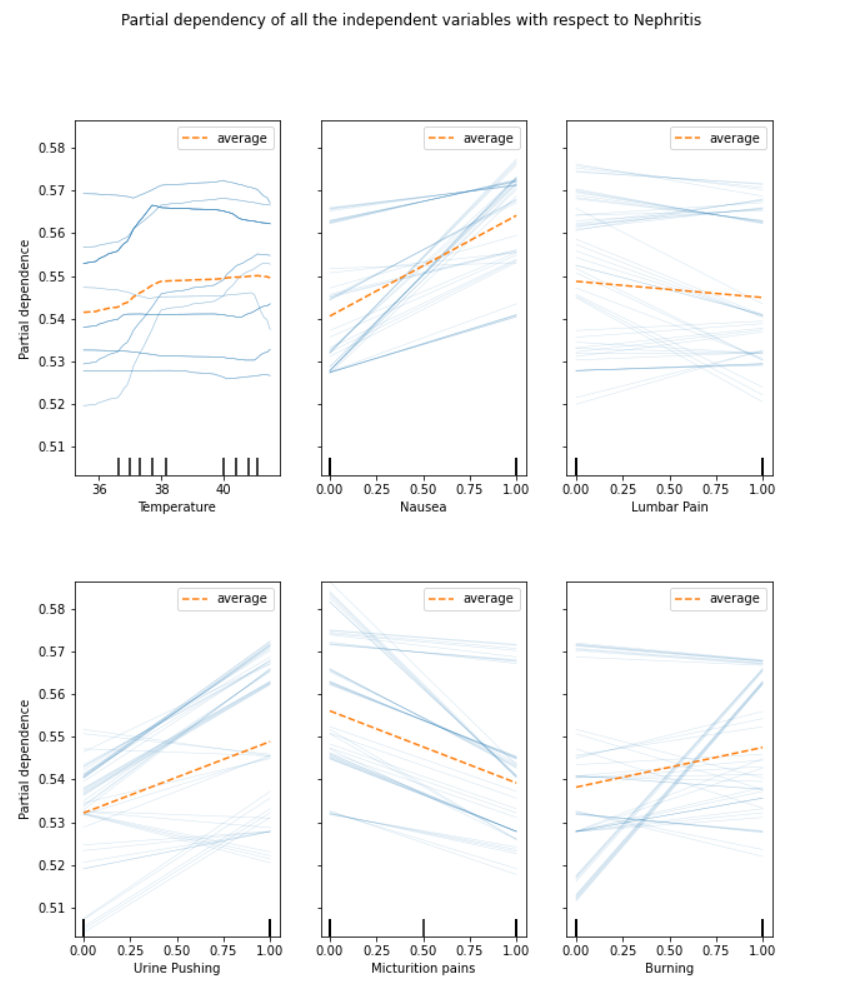 Partial dependency of all the independent variables with respect to Nephritis
average
average
average
0.58
0.57
0.56
0.55
0.54
0.53
0.52
0.51
Partial dependence
36 38 40
0.00 0.25 0.50 0.75 1.00
0.00 0.25 0.50 0.75 1.00
Temperature
Nausea
Lumbar Pain
average
average
average
0.58
0.57
0.56
0.55
0.54
0.53
0.52
0.51
Partial dependence
0.00 0.25 0.50 0.75 1.00
0.00 0.25 0.50 0.75 1.00
0.00 0.25 0.50 0.75 1.00
Urine Pushing
Micturition pains
Burning